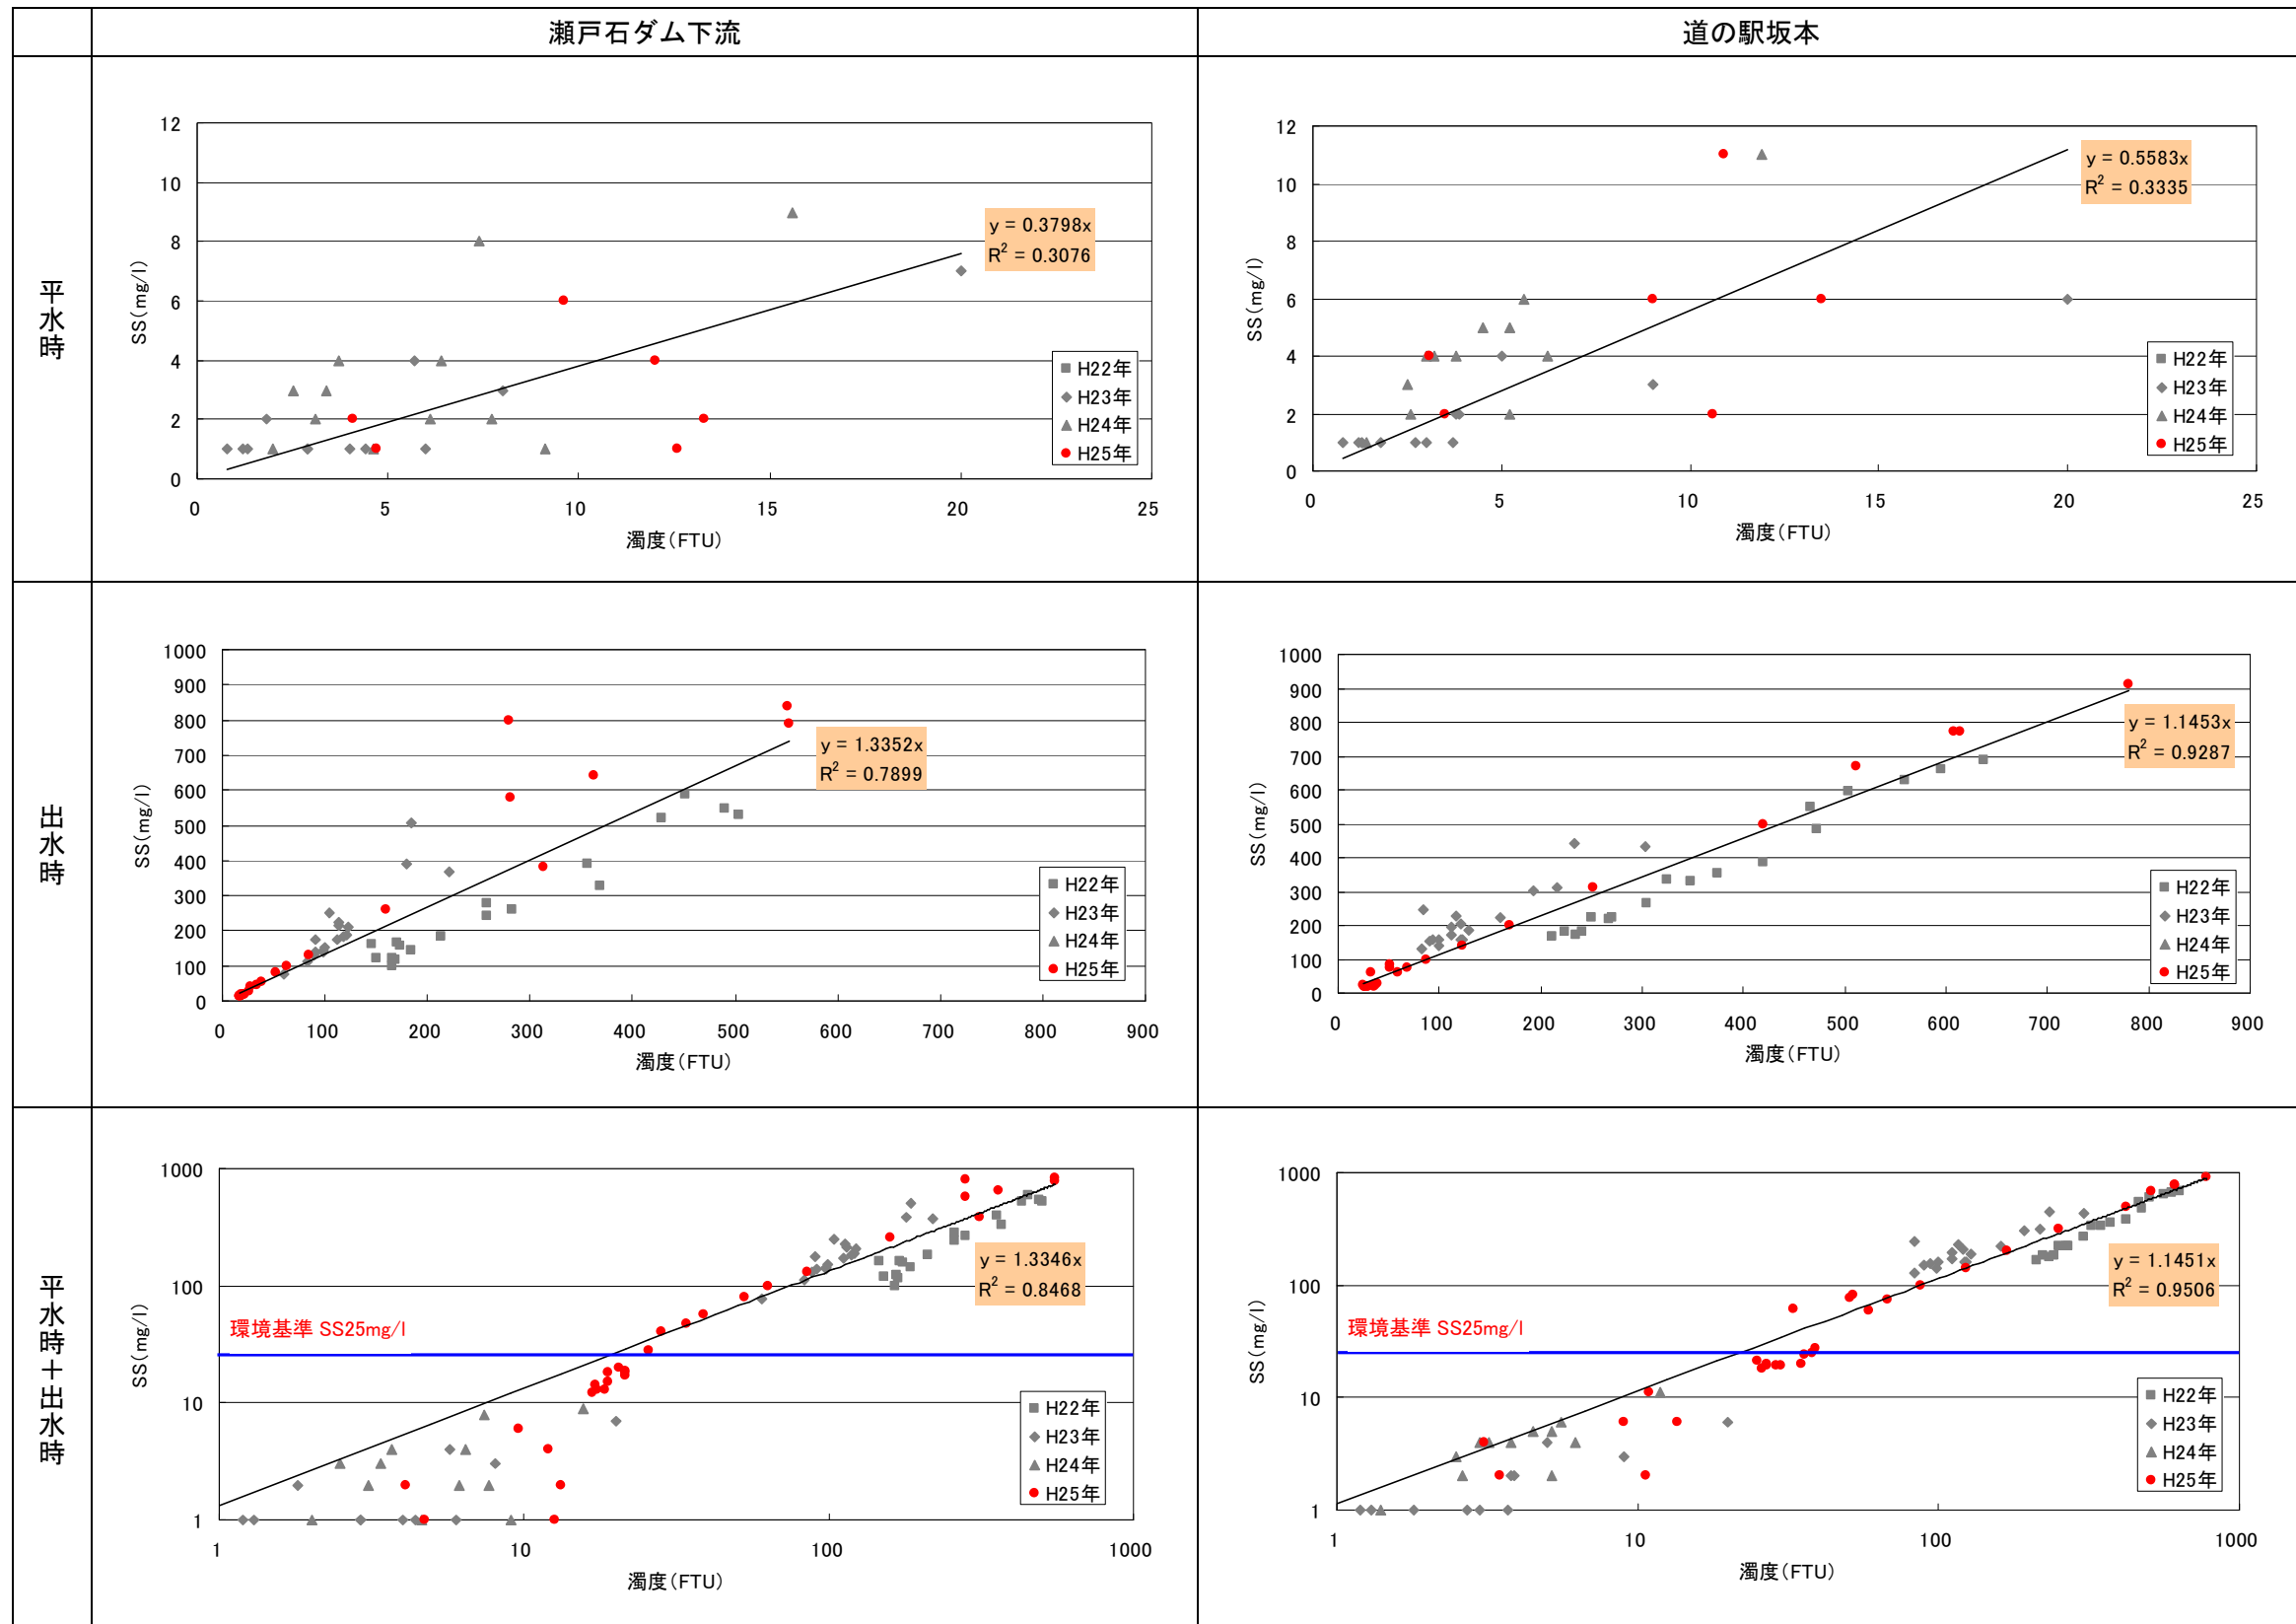 瀬戸石ダム下流
道の駅坂本
平水時
12
10
8
6
4
2
0
SS(mg/l)
0 5 10 15 20 25
濁度(FTU)
y = 0.3798x
R² = 0.3076
H22年
H23年
H24年
H25年
12
10
8
6
4
2
0
SS(mg/l)
0 5 10 15 20 25
濁度(FTU)
y = 0.5583x
R² = 0.3335
H22年
H23年
H24年
H25年
出水時
1000
900
800
700
600
500
400
300
200
100
0
SS(mg/l)
0 100 200 300 400 500 600 700 800 900
濁度(FTU)
y = 1.3352x
R² = 0.7899
H22年
H23年
H24年
H25年
1000
900
800
700
600
500
400
300
200
100
0
SS(mg/l)
0 100 200 300 400 500 600 700 800 900
濁度(FTU)
y = 1.1453x
R² = 0.9287
H22年
H23年
H24年
H25年
平水時＋出水時
1000
100
10
1
SS(mg/l)
1 10 100 1000
濁度(FTU)
y = 1.3346x
R² = 0.8468
環境基準 SS25mg/l
H22年
H23年
H24年
H25年
1000
100
10
1
SS(mg/l)
1 10 100 1000
濁度(FTU)
y = 1.1451x
R² = 0.9506
環境基準 SS25mg/l
H22年
H23年
H24年
H25年